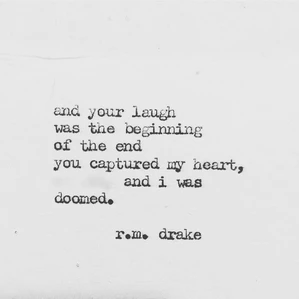 and your laugh
was the beginning
of the end
you captured my heart,
and i was
doomed.
r.m. drake